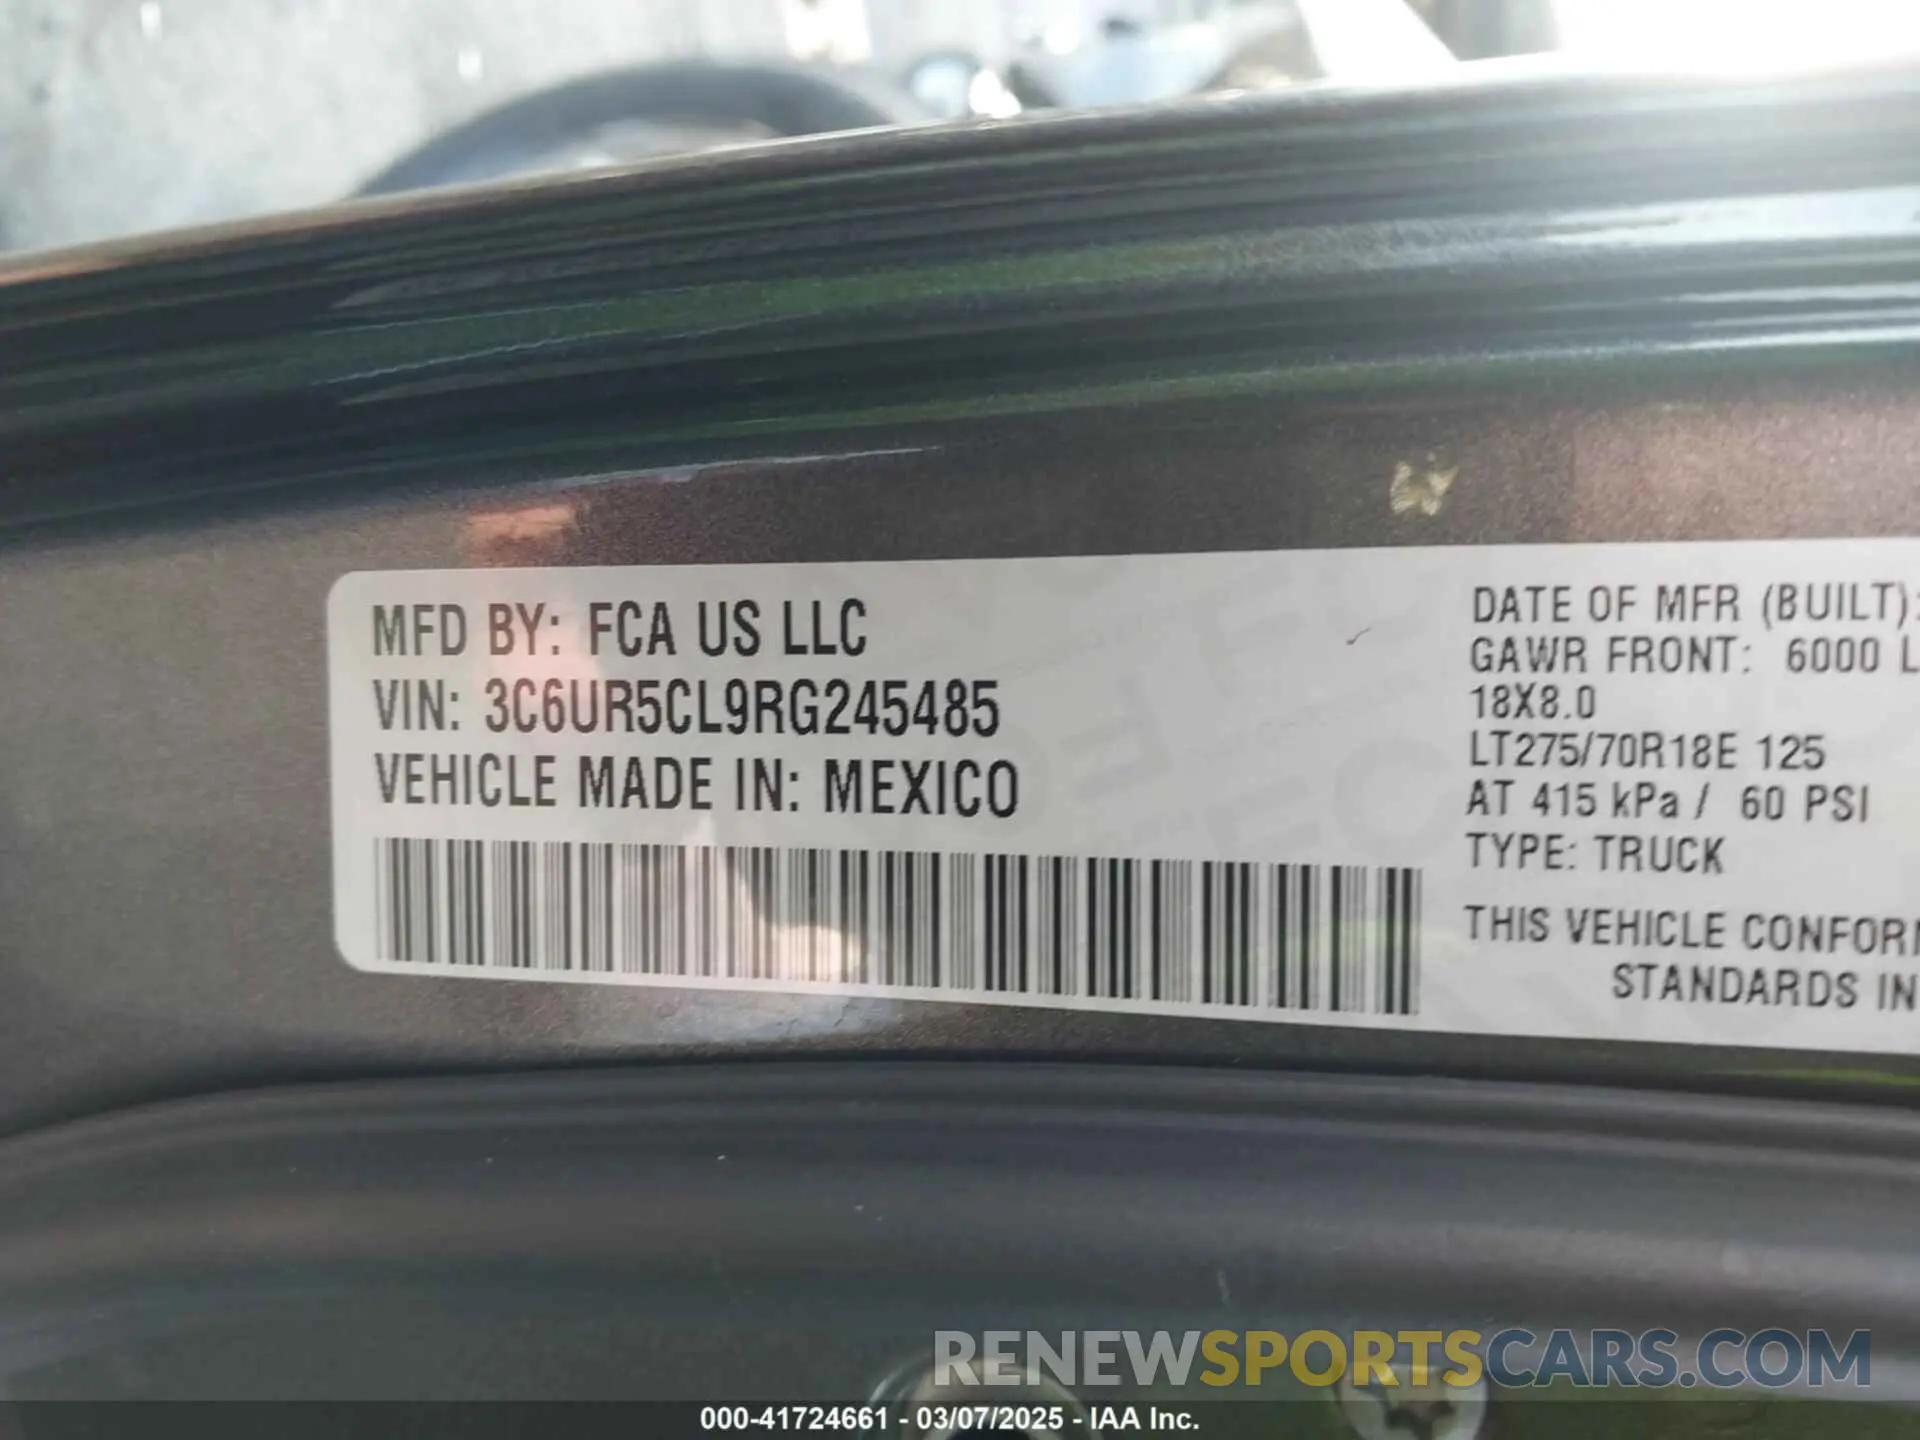 MFD BY: FCA US LLC
VIN: 3C6UR5CL9RG245485
VEHICLE MADE IN: MEXICO
DATE OF MFR (BUILT):
GAWR FRONT: 6000 L
18X8.0
LT275/70R18E 125
AT 415 kPa / 60 PSI
TYPE: TRUCK
THIS VEHICLE CONFOR
STANDARDS IN
RENEWSPORTSCARS.COM
000-41724661 - 03/07/2025 - IAA Inc.